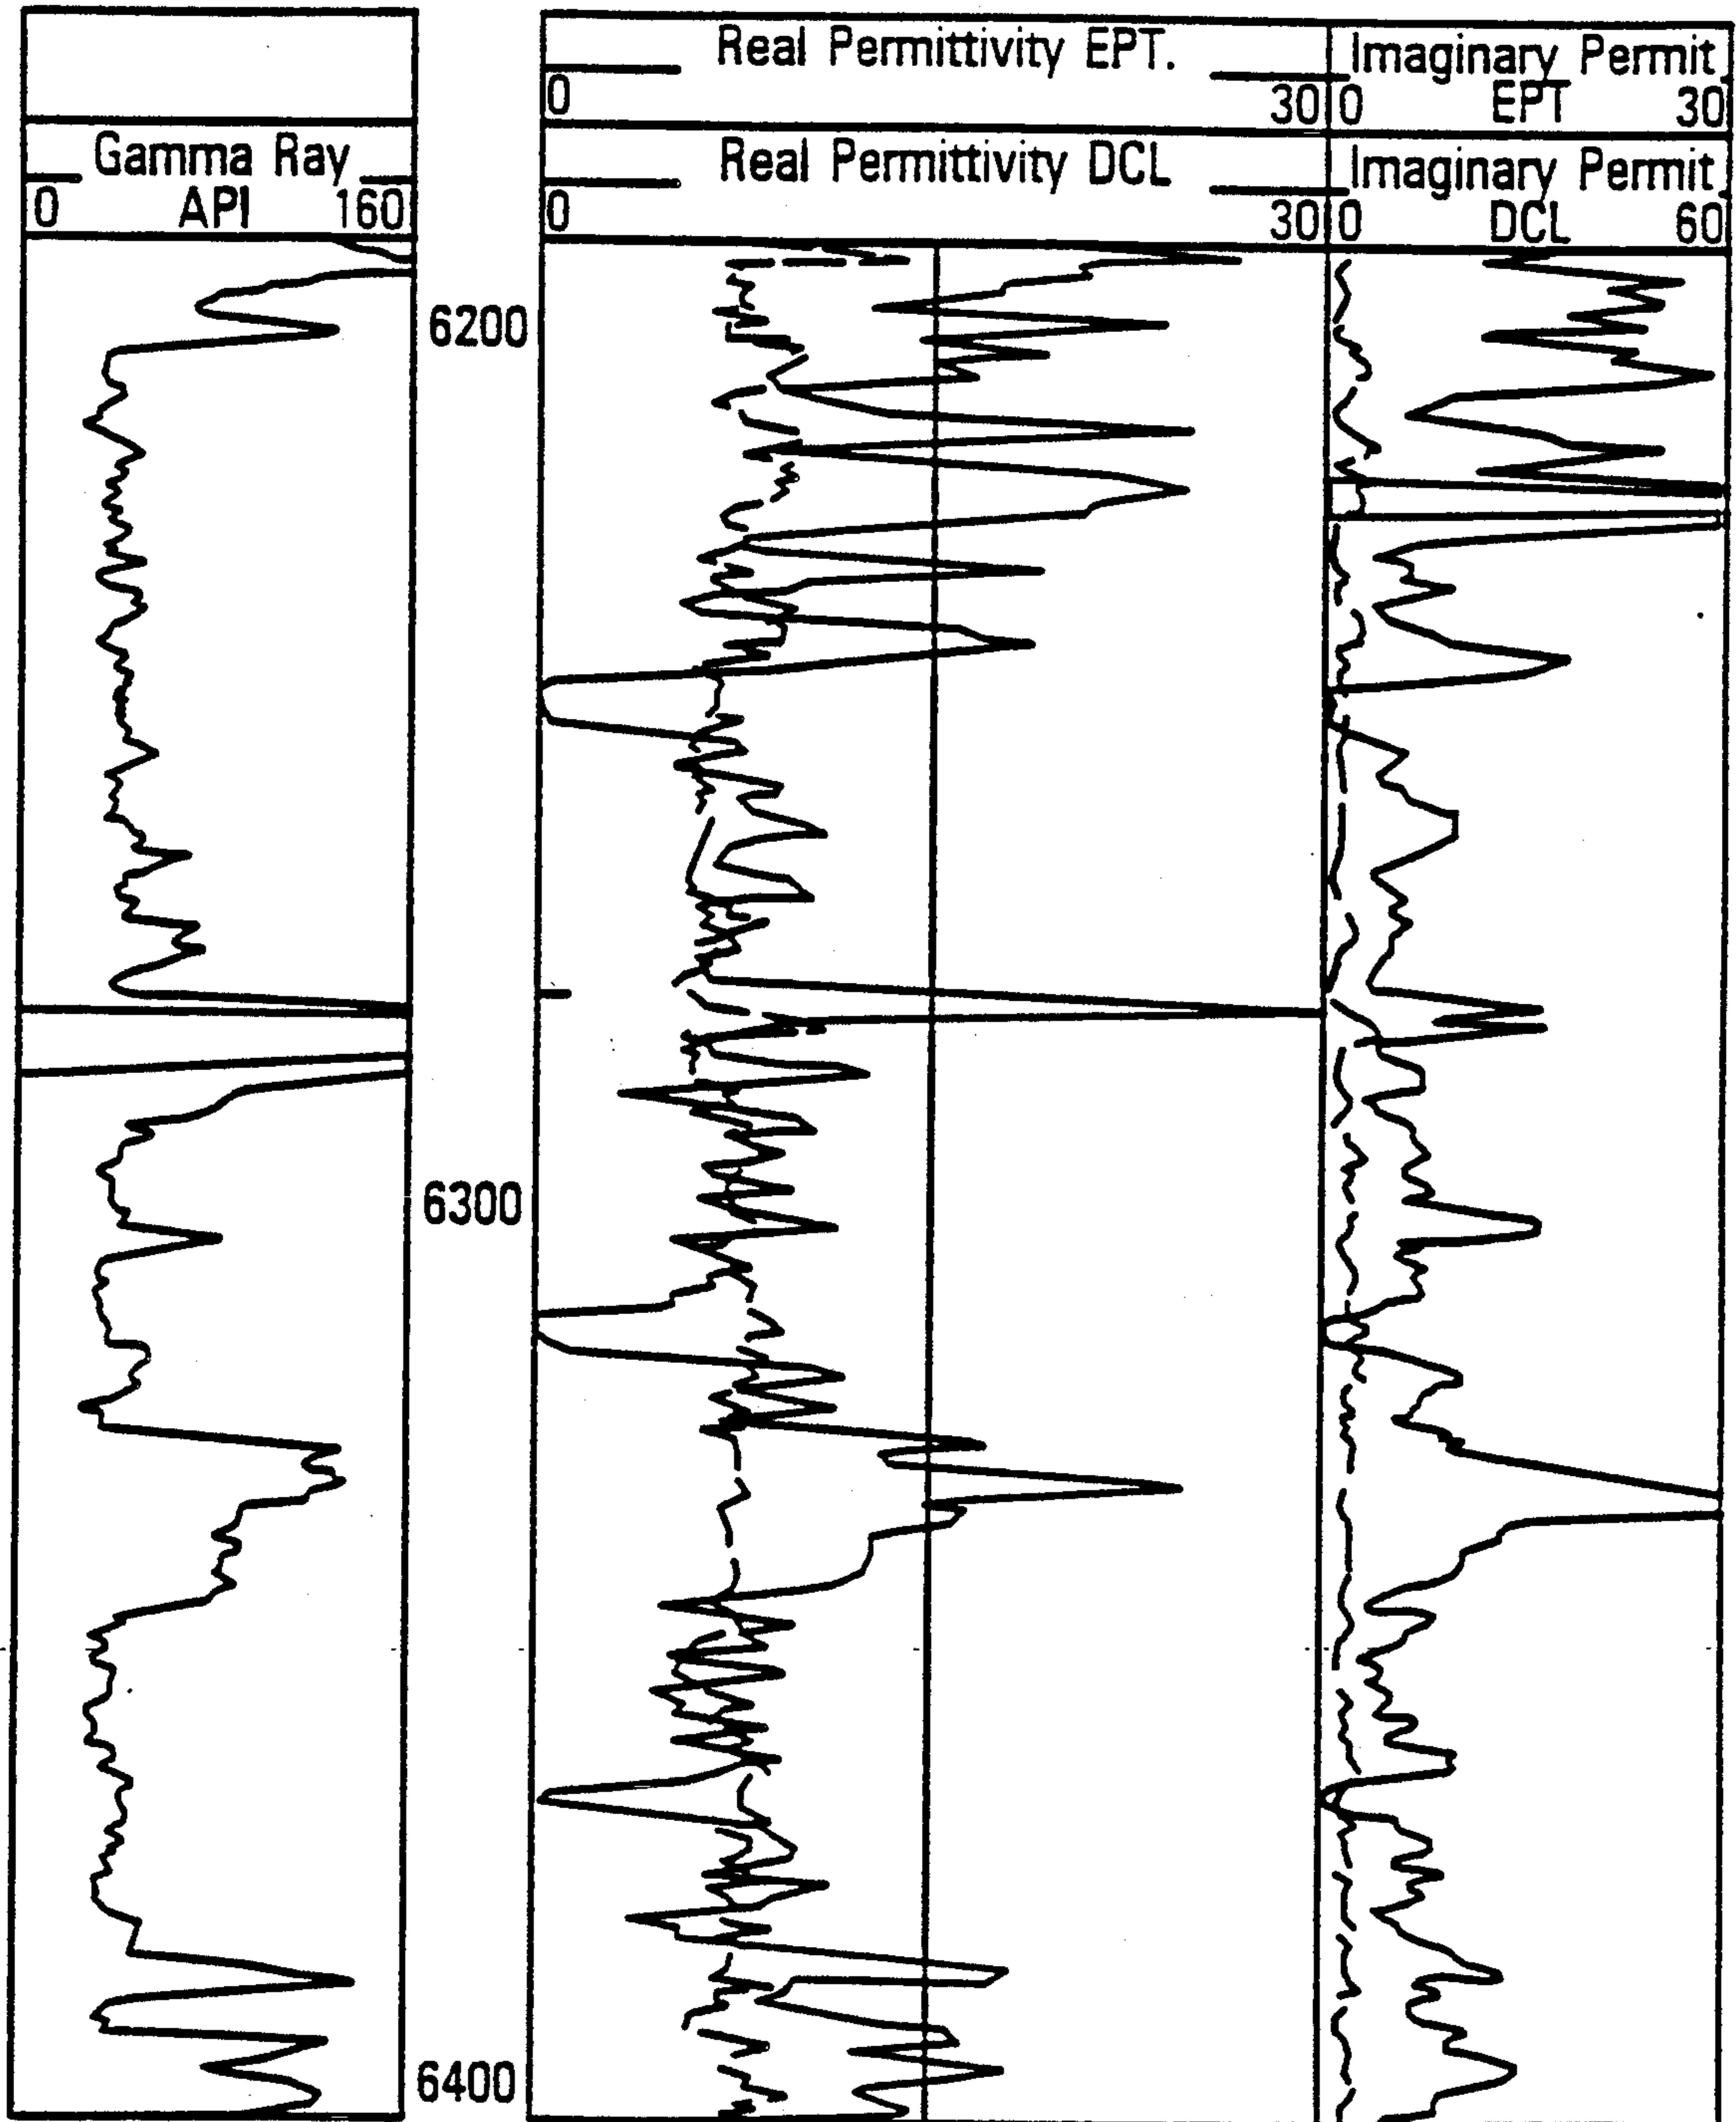 Real Permittivity EPT.
0 30
Imaginary Permit.
0 EPT 30
Gamma Ray
0 API 160
Real Permittivity DCL
0 30
Imaginary Permit.
0 DCL 60
6200
6300
6400